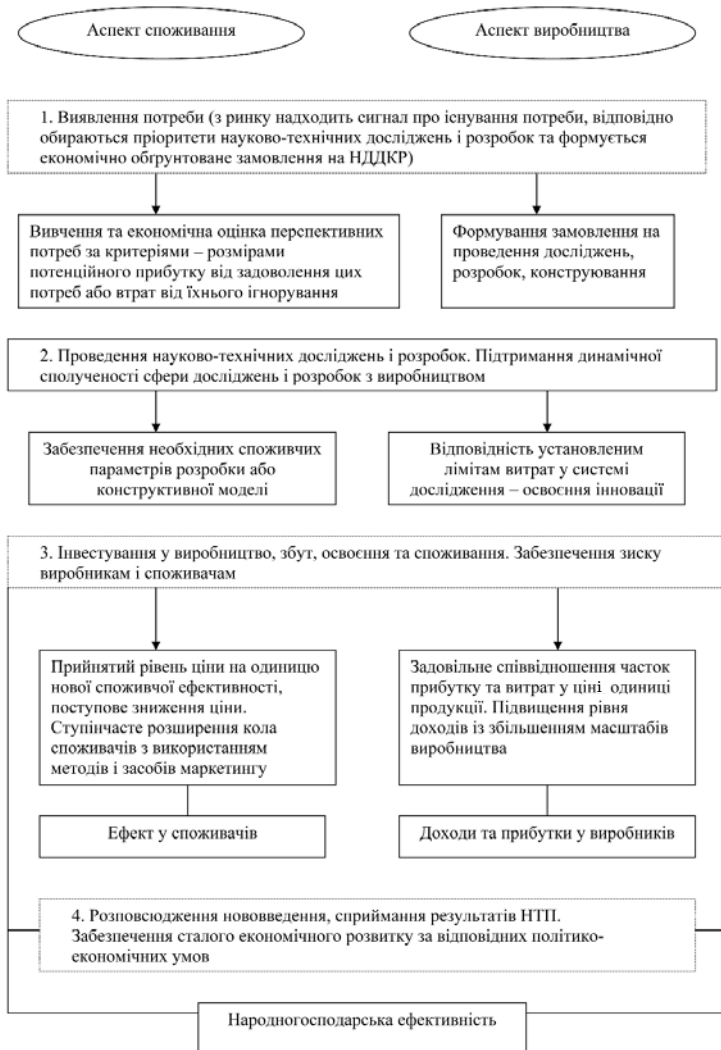 Аспект споживання
Аспект виробництва
1. Виявлення потреби (з ринку надходить сигнал про існування потреби, відповідно
обираються пріоритети науково-технічних досліджень і розробок та формується
економічно обґрунтоване замовлення на НДДКР)
Вивчення та економічна оцінка перспективних
потреб за критеріями – розмірами
потенційного прибутку від задоволення цих
потреб або втрат від їхнього ігнорування
Формування замовлення на
проведення досліджень,
розробок, конструювання
2. Проведення науково-технічних досліджень і розробок. Підтримання динамічної
сполученості сфери досліджень і розробок з виробництвом
Забезпечення необхідних споживчих
параметрів розробки або
конструктивної моделі
Відповідність установленим
лімітам витрат у системі
дослідження – освоєння інновації
3. Інвестування у виробництво, збут, освоєння та споживання. Забезпечення зиску
виробникам і споживачам
Прийнятий рівень ціни на одиницю
нової споживчої ефективності,
поступове зниження ціни.
Ступінчасте розширення кола
споживачів з використанням
методів і засобів маркетингу
Задовільне співвідношення часток
прибутку та витрат у ціні одиниці
продукції. Підвищення рівня
доходів із збільшенням масштабів
виробництва
Ефект у споживачів
Доходи та прибутки у виробників
4. Розповсюдження нововведення, сприймання результатів НТП.
Забезпечення сталого економічного розвитку за відповідних політико-
економічних умов
Народногосподарська ефективність